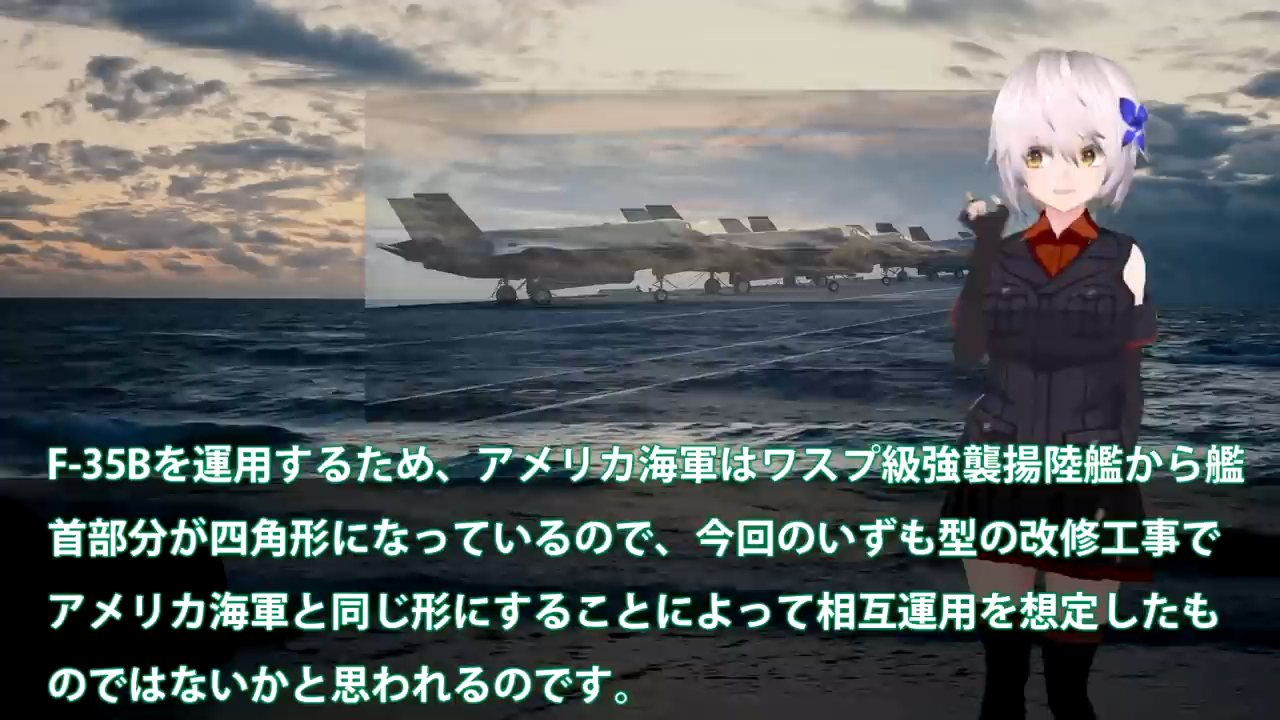 F-35Bを運用するため、アメリカ海軍はワスプ級強襲揚陸艦から艦
首部分が四角形になっているので、今回のいずも型の改修工事で
アメリカ海軍と同じ形にすることによって相互運用を想定したも
のではないかと思われるのです。